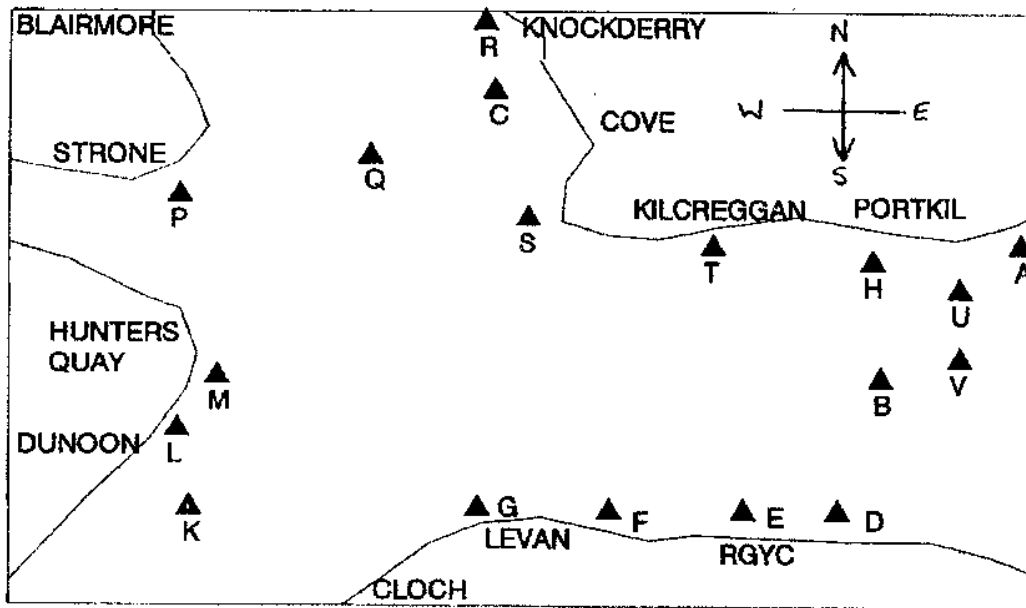 BLAIRMORE
R
KNOCKDERRY
N
C
COVE
W
E
STRONE
Q
S
P
KILCREGGAN
PORTKIL
S
T
H
A
U
HUNTERS
QUAY
M
B
V
DUNOON
L
K
G
F
E
D
LEVAN
RGYC
CLOCH